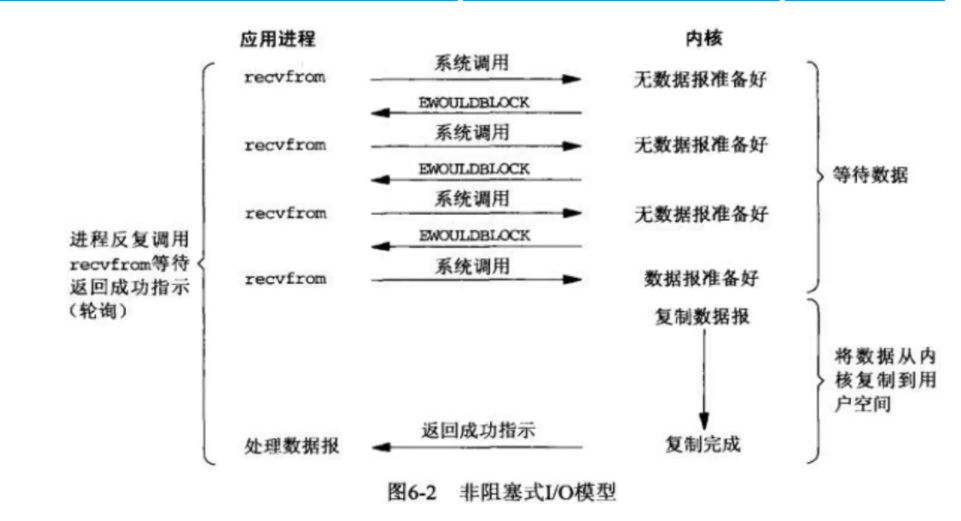 应用进程
内核
recvfrom
系统调用
无数据报准备好
EWOULDBLOCK
recvfrom
系统调用
无数据报准备好
EWOULDBLOCK
recvfrom
系统调用
无数据报准备好
EWOULDBLOCK
recvfrom
系统调用
数据报准备好
等待数据
进程反复调用
recvfrom等待
返回成功指示
(轮询)
复制数据报
将数据从内
核复制到用
户空间
处理数据报
返回成功指示
复制完成
图6-2 非阻塞式I/O模型